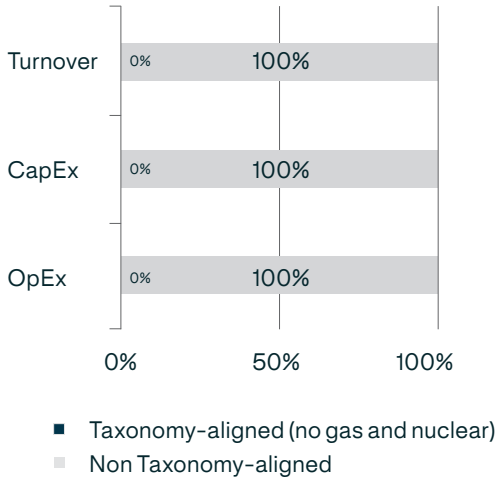 Turnover 0% 100%
CapEx 0% 100%
OpEx 0% 100%
0% 50% 100%
Taxonomy-aligned (no gas and nuclear)
Non Taxonomy-aligned